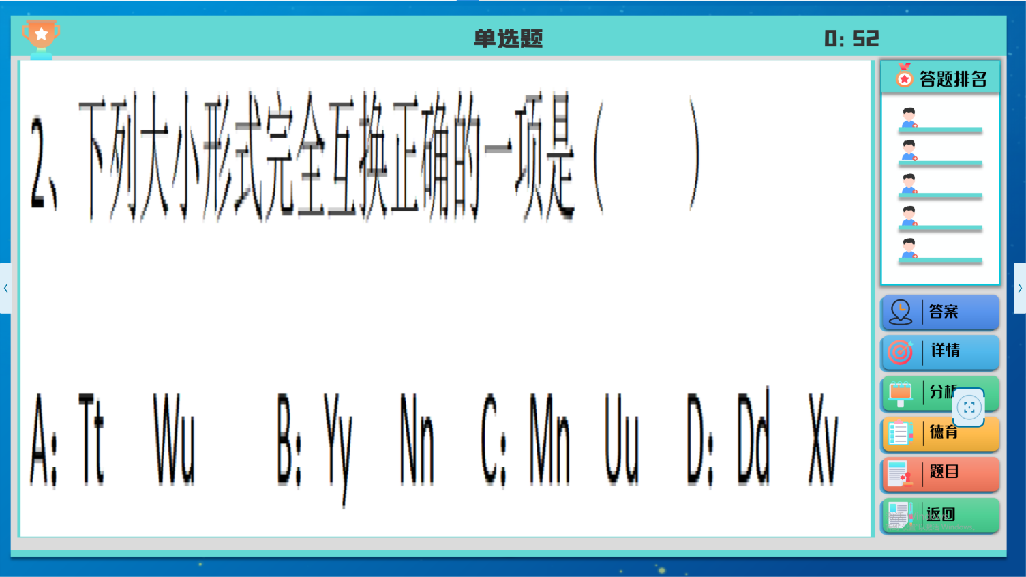 单选题
0: 52
2、下列大小形式完全互换正确的一项是（ ）
A: Tt Wu B: Yy Nn C: Mn Uu D: Dd Xv
答题排名
答案
详情
分析
德育
题目
返回